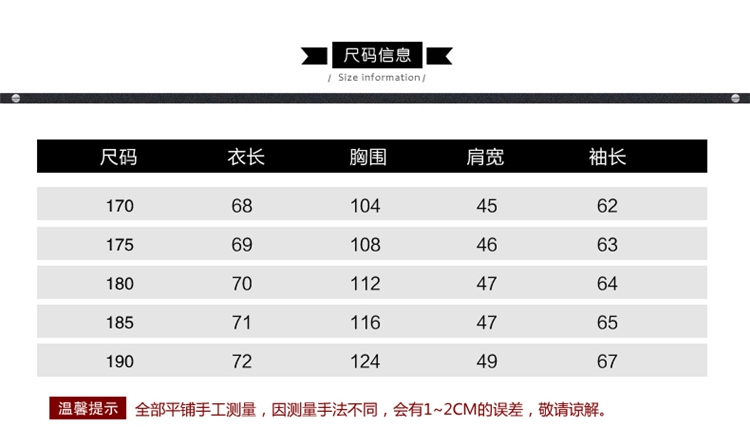 尺码信息
/ Size information /
尺码 衣长 胸围 肩宽 袖长
170 68 104 45 62
175 69 108 46 63
180 70 112 47 64
185 71 116 47 65
190 72 124 49 67
温馨提示 全部平铺手工测量，因测量手法不同，会有1~2CM的误差，敬请谅解。